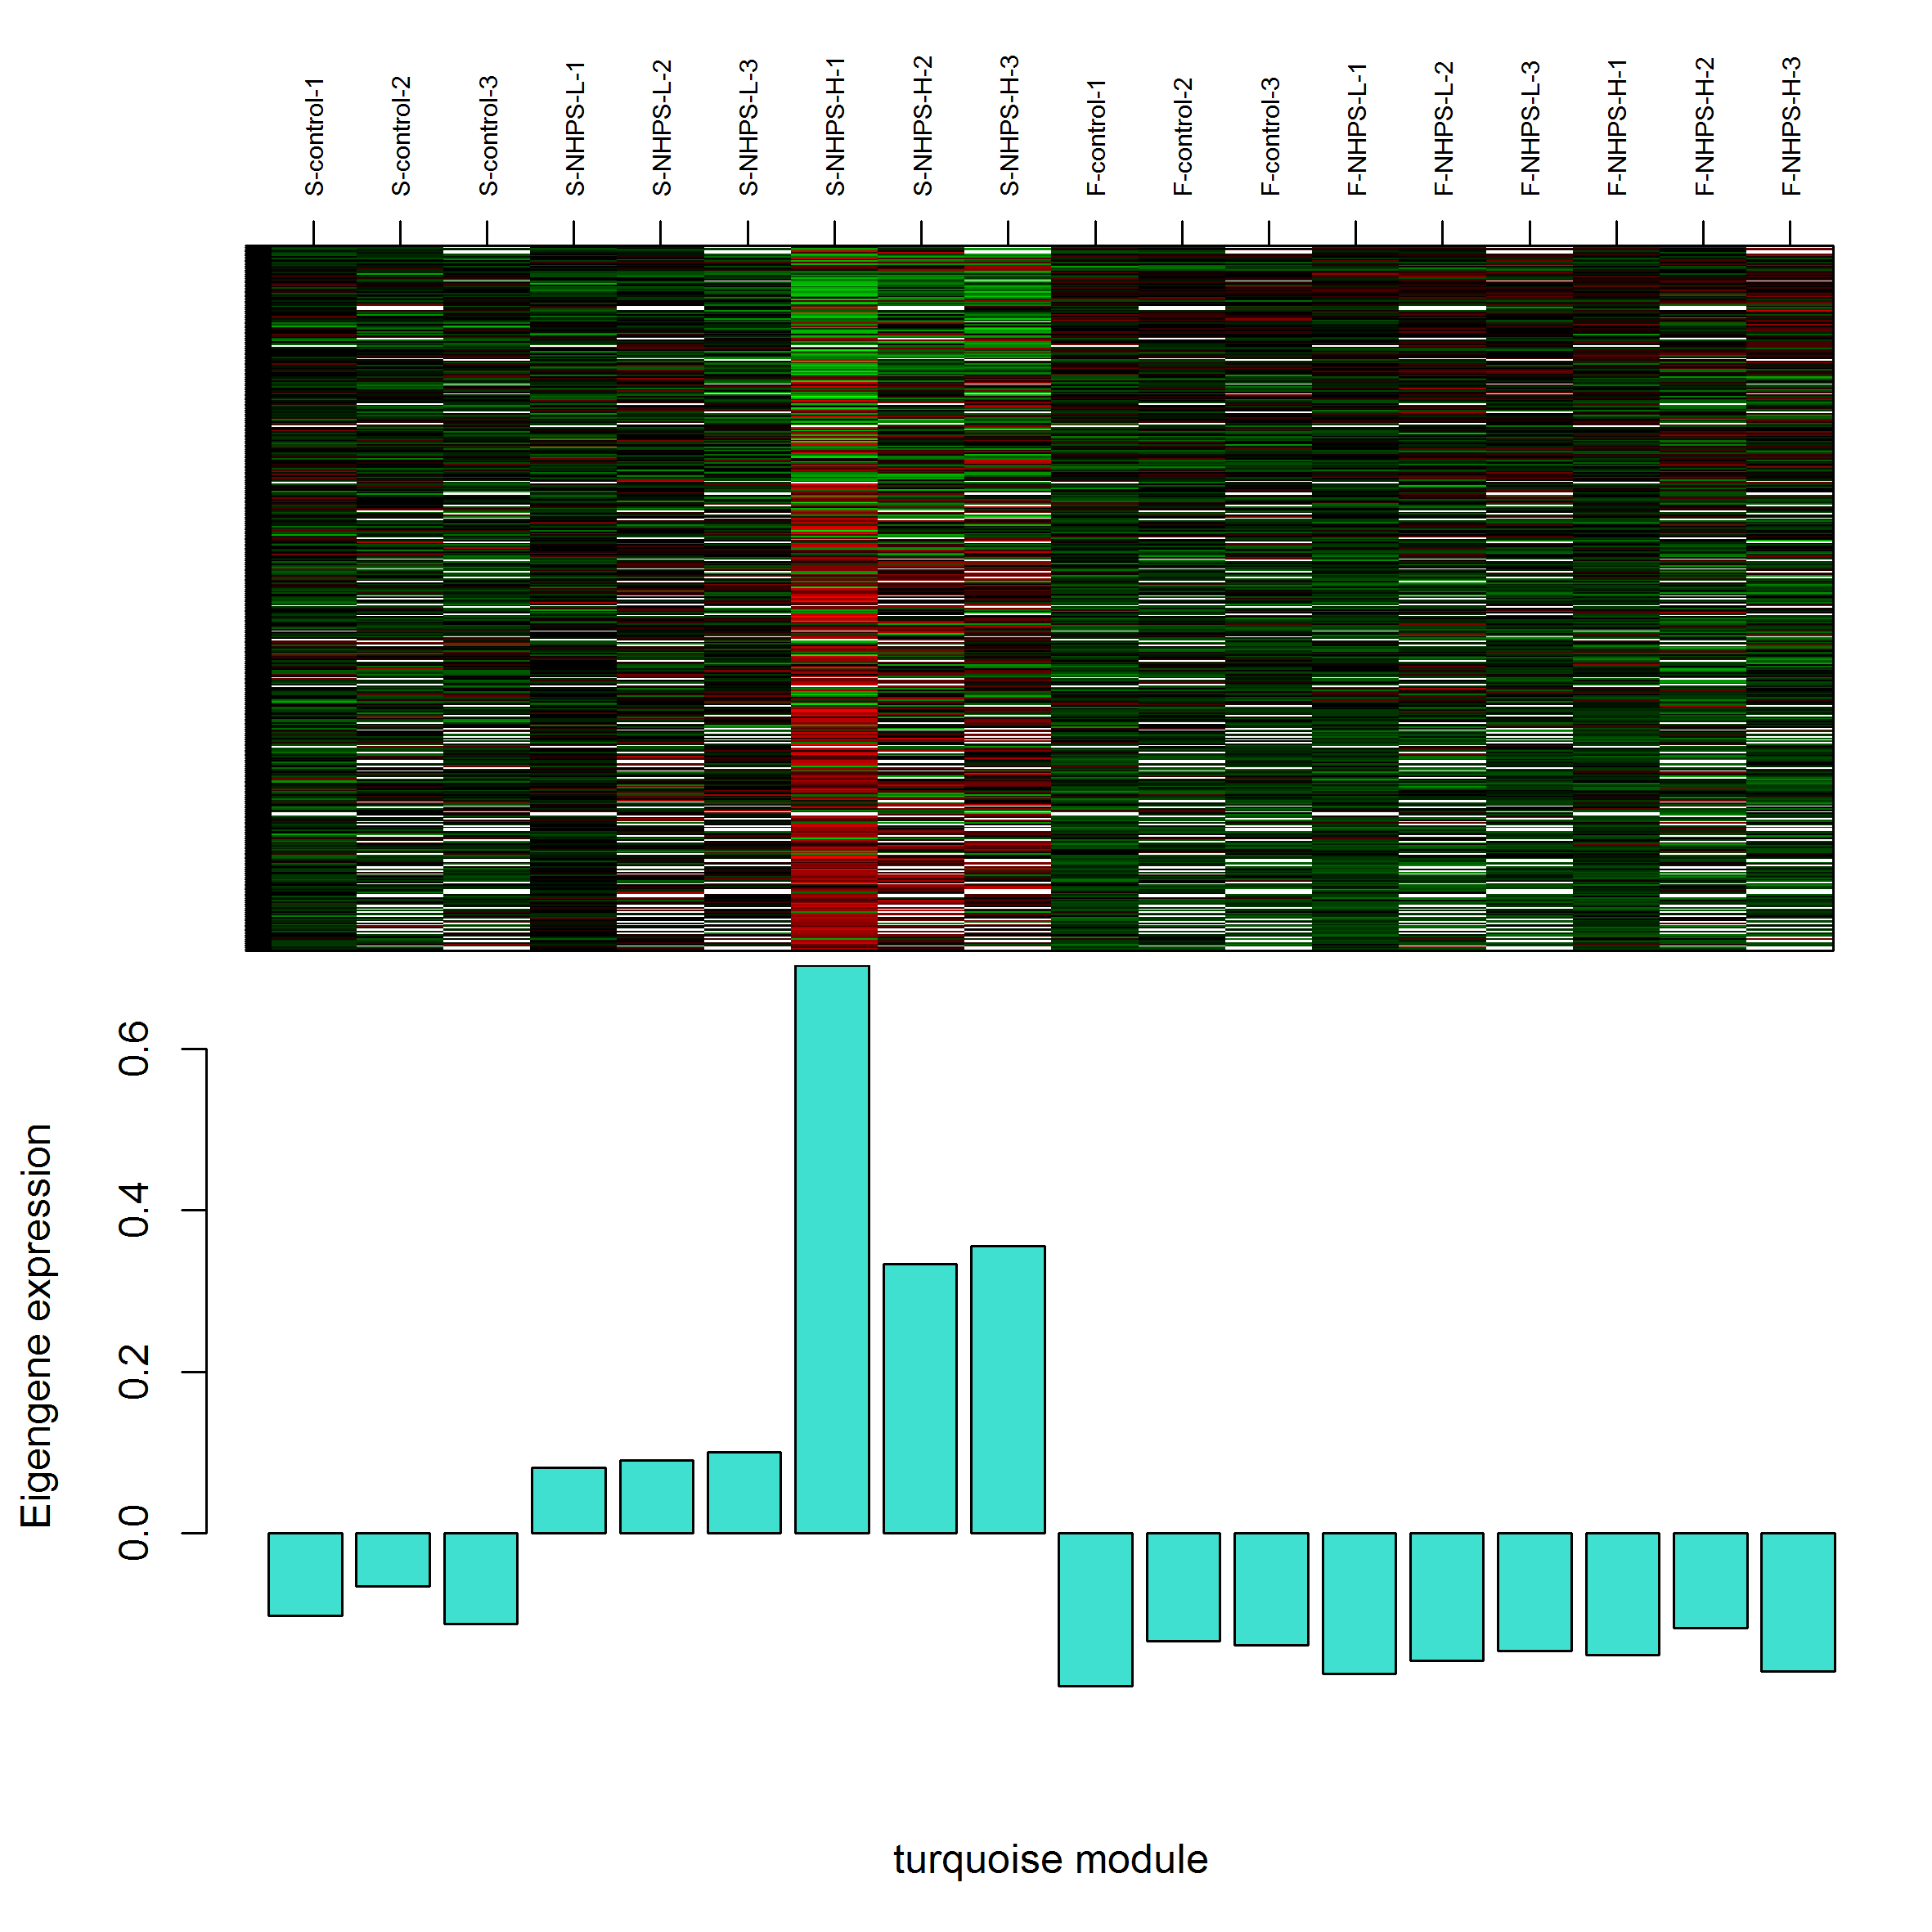 S-control-1
S-control-2
S-control-3
S-NHPS-L-1
S-NHPS-L-2
S-NHPS-L-3
S-NHPS-H-1
S-NHPS-H-2
S-NHPS-H-3
F-control-1
F-control-2
F-control-3
F-NHPS-L-1
F-NHPS-L-2
F-NHPS-L-3
F-NHPS-H-1
F-NHPS-H-2
F-NHPS-H-3
Eigengene expression
0.6
0.4
0.2
0.0
turquoise module